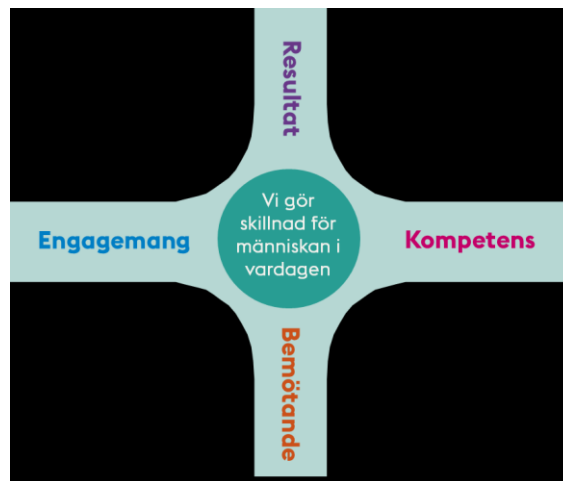 Resultat
Engagemang
Vi gör
skillnad för
människan i
vardagen
Kompetens
Bemötande